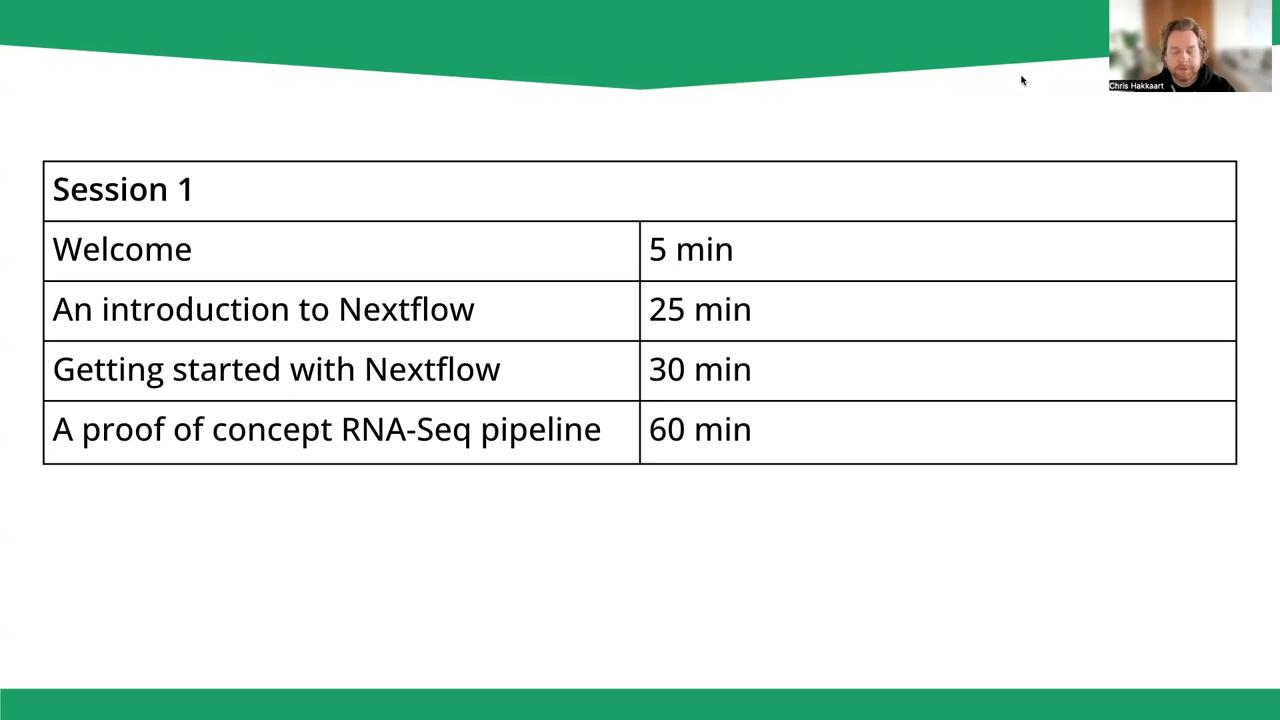 Chris Hakkaart
Session 1
Welcome 5 min
An introduction to Nextflow 25 min
Getting started with Nextflow 30 min
A proof of concept RNA-Seq pipeline 60 min